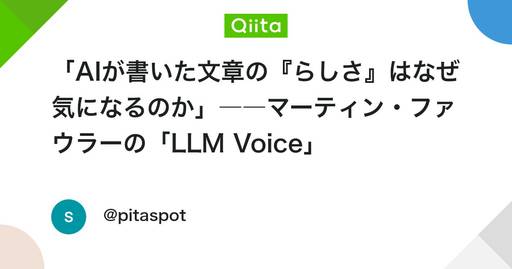 Qiita
「AIが書いた文章の『らしさ』はなぜ
気になるのか」──マーティン・ファ
ウラーの「LLM Voice」
S
@pitaspot